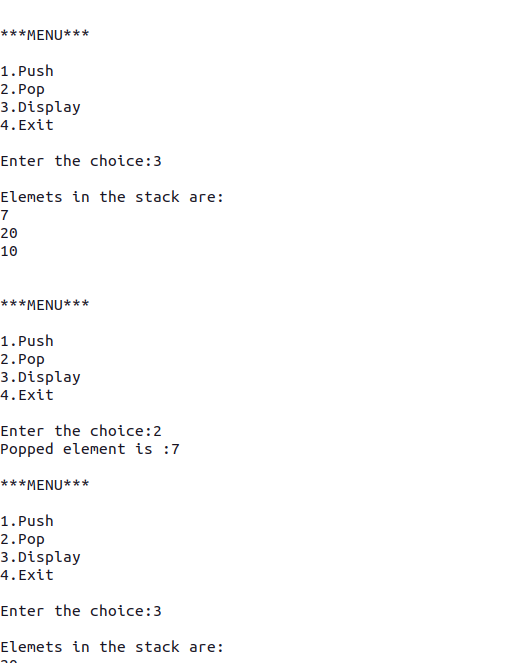 ***MENU***
1.Push
2.Pop
3.Display
4.Exit
Enter the choice:3
Elemets in the stack are:
7
20
10
***MENU***
1.Push
2.Pop
3.Display
4.Exit
Enter the choice:2
Popped element is :7
***MENU***
1.Push
2.Pop
3.Display
4.Exit
Enter the choice:3
Elemets in the stack are: